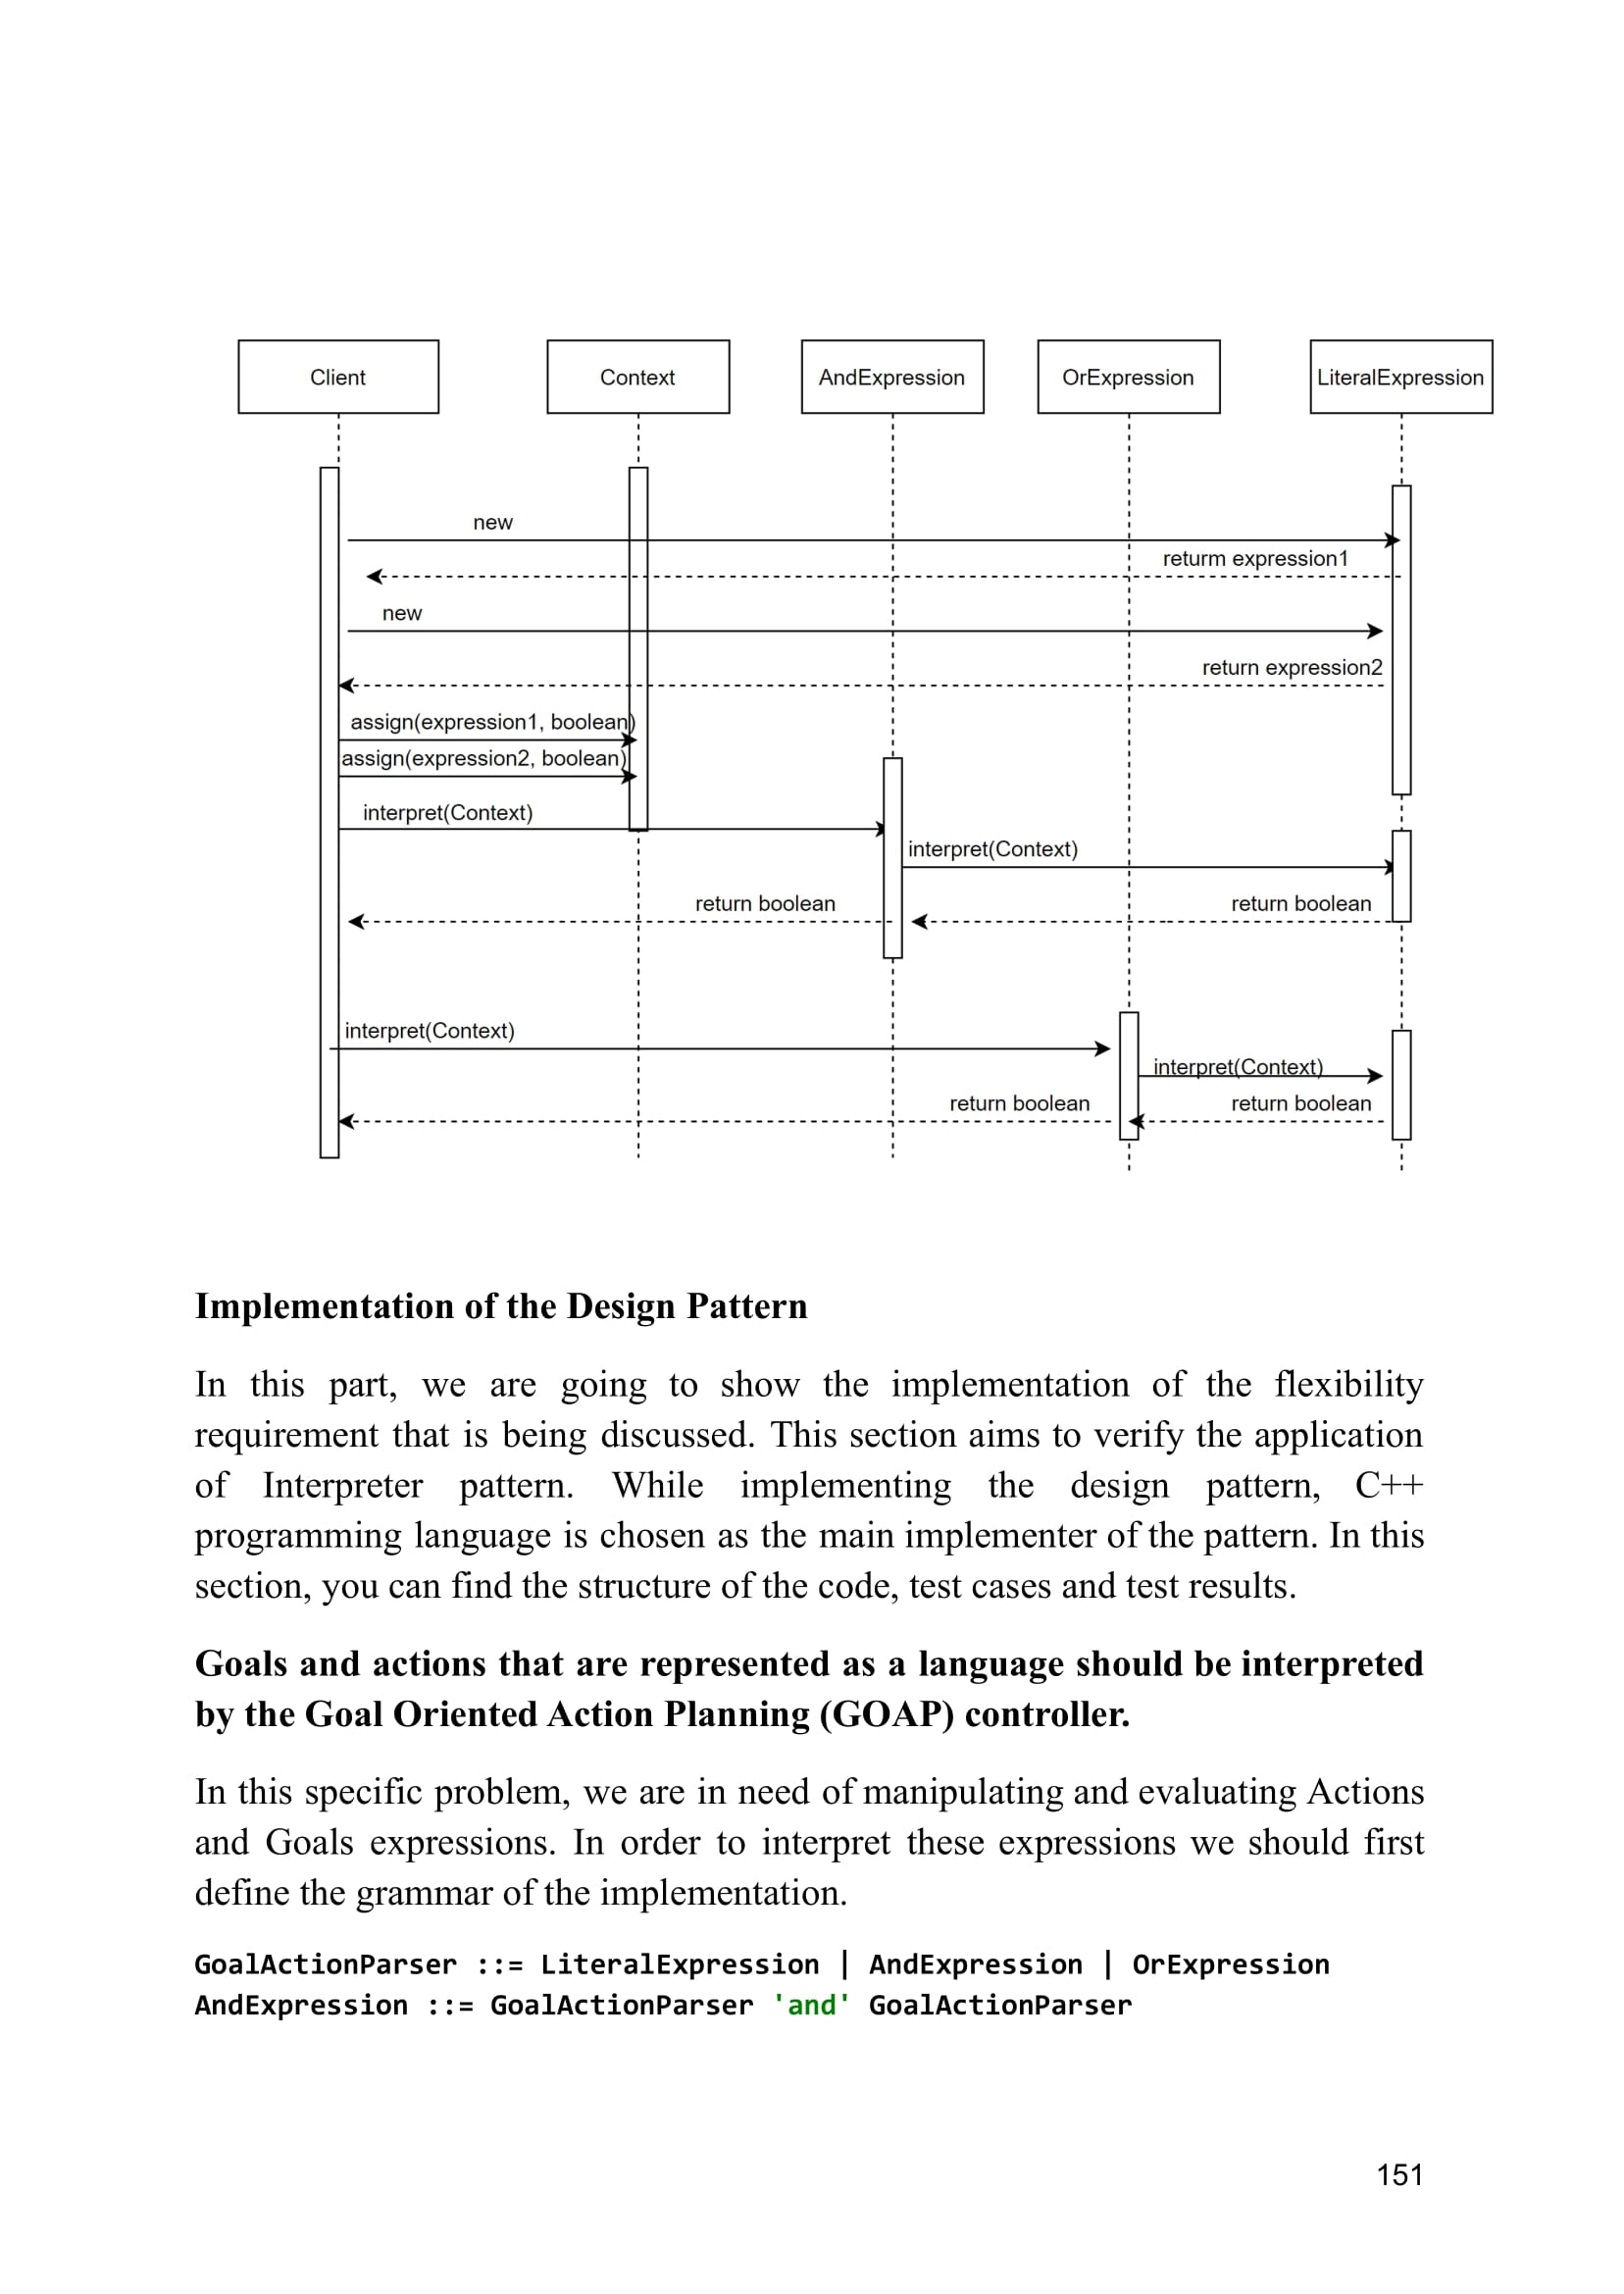 Client
Context
AndExpression
OrExpression
LiteralExpression
new
returm expression1
new
return expression2
assign(expression1, boolean)
assign(expression2, boolean)
interpret(Context)
interpret(Context)
return boolean
return boolean
interpret(Context)
interpret(Context)
return boolean
return boolean
Implementation of the Design Pattern
In this part, we are going to show the implementation of the flexibility
requirement that is being discussed. This section aims to verify the application
of Interpreter pattern. While implementing the design pattern, C++
programming language is chosen as the main implementer of the pattern. In this
section, you can find the structure of the code, test cases and test results.
Goals and actions that are represented as a language should be interpreted
by the Goal Oriented Action Planning (GOAP) controller.
In this specific problem, we are in need of manipulating and evaluating Actions
and Goals expressions. In order to interpret these expressions we should first
define the grammar of the implementation.
GoalActionParser ::= LiteralExpression | AndExpression | OrExpression
AndExpression ::= GoalActionParser 'and' GoalActionParser
151